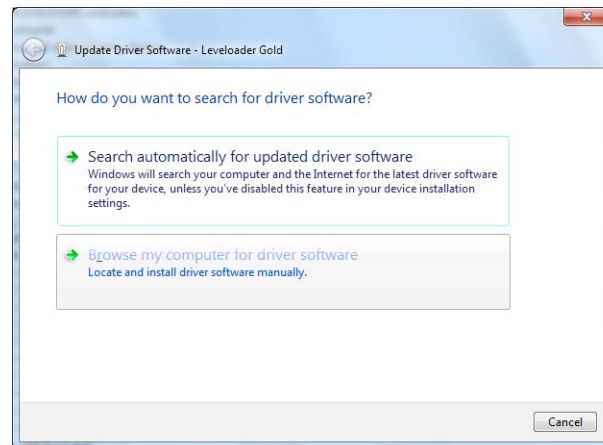 Update Driver Software - Leveloader Gold
How do you want to search for driver software?
Search automatically for updated driver software
Windows will search your computer and the Internet for the latest driver software
for your device, unless you've disabled this feature in your device installation
settings.
Browse my computer for driver software
Locate and install driver software manually.
Cancel